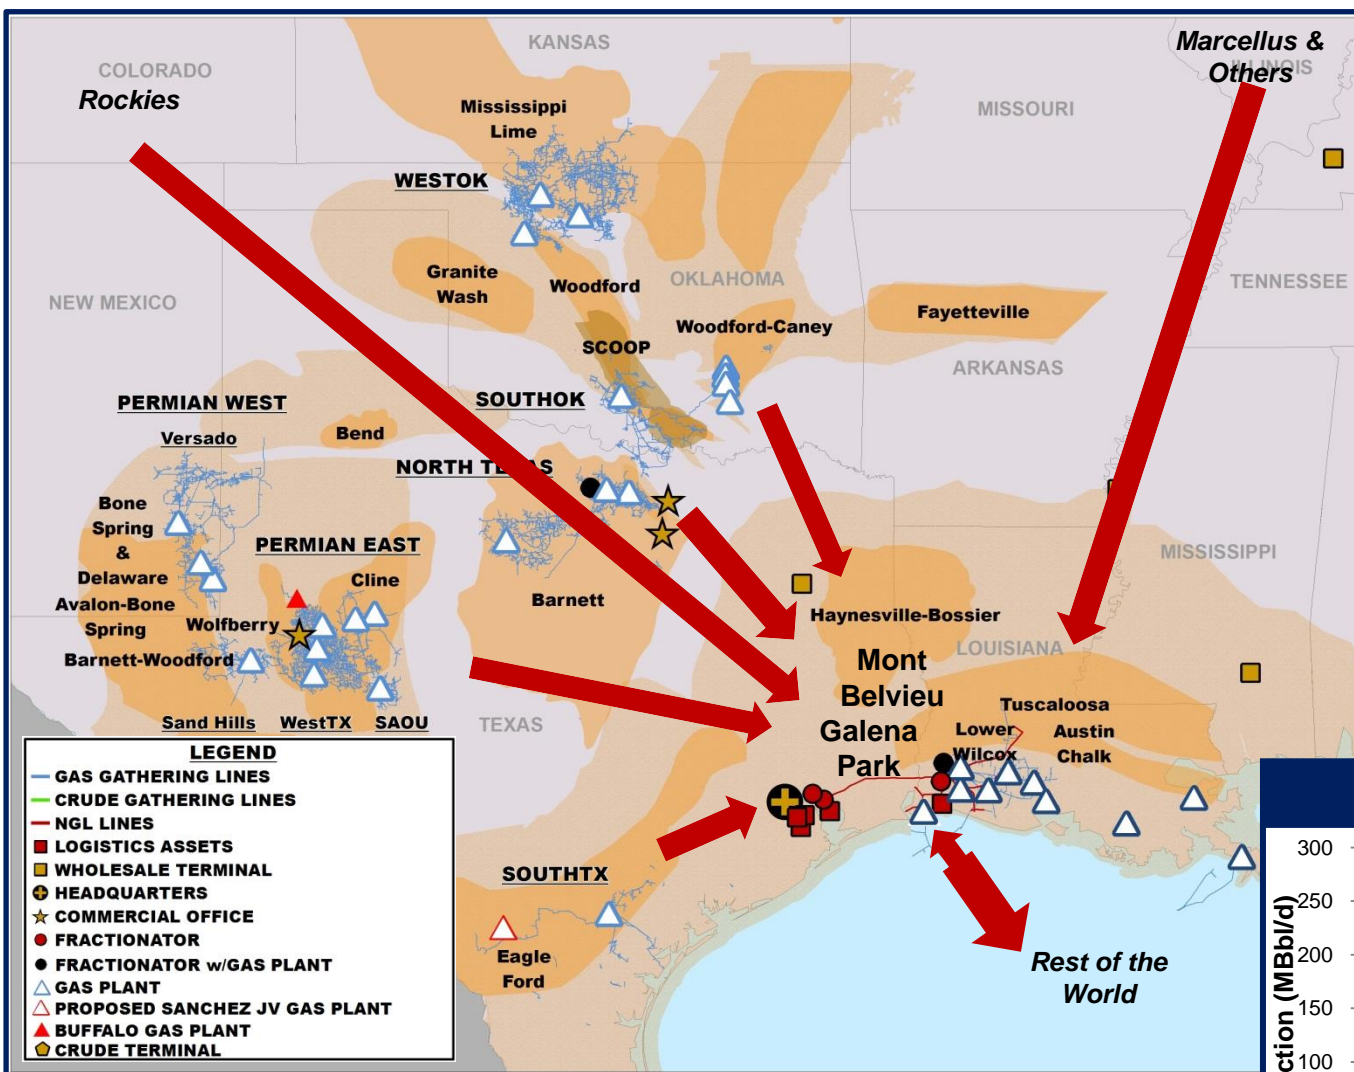 KANSAS
Marcellus &
Others
ILLINOIS
COLORADO
Rockies
Mississippi
Lime
MISSOURI
WESTOK
Granite
Wash
Woodford
OKLAHOMA
TENNESSEE
NEW MEXICO
Woodford-Caney
Fayetteville
SCOOP
ARKANSAS
PERMIAN WEST
SOUTHOK
Versado
Bend
NORTH TEXAS
Bone
Spring
&
Delaware
Avalon-Bone
Spring
PERMIAN EAST
Cline
MISSISSIPPI
Barnett
Wolfberry
Haynesville-Bossier
Barnett-Woodford
LOUISIANA
Mont
Belvieu
Galena
Park
Sand Hills
WestTX
SAOU
TEXAS
Tuscaloosa
Lower
Wilcox
Austin
Chalk
LEGEND
GAS GATHERING LINES
CRUDE GATHERING LINES
NGL LINES
LOGISTICS ASSETS
WHOLESALE TERMINAL
HEADQUARTERS
COMMERCIAL OFFICE
FRACTIONATOR
FRACTIONATOR w/GAS PLANT
GAS PLANT
PROPOSED SANCHEZ JV GAS PLANT
BUFFALO GAS PLANT
CRUDE TERMINAL
SOUTHTX
Eagle
Ford
Rest of the
World
ction (MBbl/d)
300
250
200
150
100